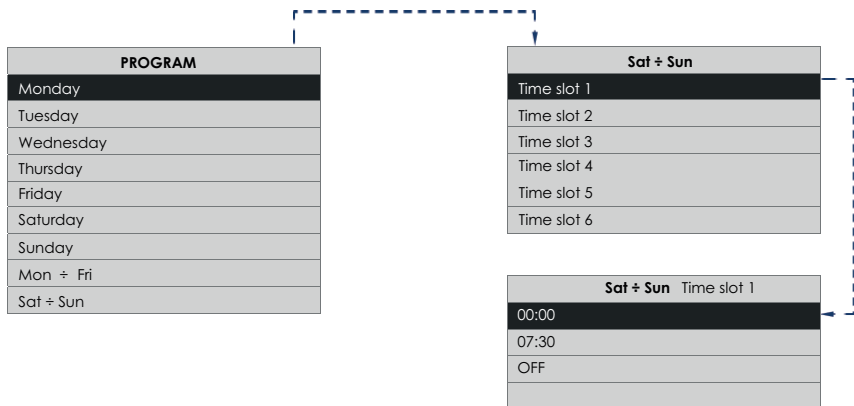 PROGRAM
Monday
Tuesday
Wednesday
Thursday
Friday
Saturday
Sunday
Mon ÷ Fri
Sat ÷ Sun
Sat ÷ Sun
Time slot 1
Time slot 2
Time slot 3
Time slot 4
Time slot 5
Time slot 6
Sat ÷ Sun Time slot 1
00:00
07:30
OFF